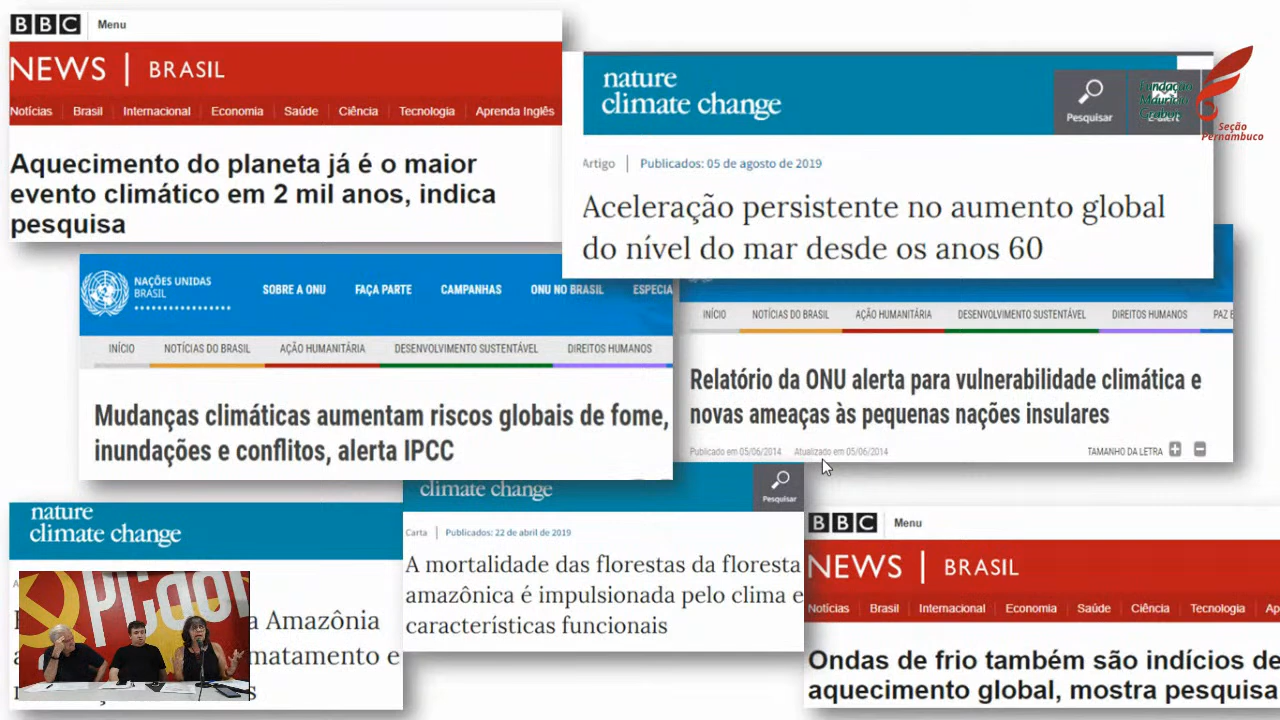 BBC Menu
NEWS | BRASIL
Notícias Brasil Internacional Economia Saúde Ciência Tecnologia Aprenda Inglês
Aquecimento do planeta já é o maior
evento climático em 2 mil anos, indica
pesquisa
nature
climate change
Pesquisar
Fundação
Maurício
Grabois
Seção
Pernambuco
Artigo | Publicados: 05 de agosto de 2019
Aceleração persistente no aumento global
do nível do mar desde os anos 60
NAÇÕES UNIDAS
BRASIL
SOBRE A ONU FAÇA PARTE CAMPANHAS ONU NO BRASIL ESPECIA
INÍCIO NOTÍCIAS DO BRASIL AÇÃO HUMANITÁRIA DESENVOLVIMENTO SUSTENTÁVEL DIREITOS HUMANOS
Mudanças climáticas aumentam riscos globais de fome,
inundações e conflitos, alerta IPCC
INÍCIO NOTÍCIAS DO BRASIL AÇÃO HUMANITÁRIA DESENVOLVIMENTO SUSTENTÁVEL DIREITOS HUMANOS PAZ E
Relatório da ONU alerta para vulnerabilidade climática e
novas ameaças às pequenas nações insulares
Publicado em 05/06/2014 Atualizado em 05/06/2014 TAMANHO DA LETRA
nature
climate change
a Amazônia
matamento e
PCdoB
climate change
Pesquisar
Carta | Publicados: 22 de abril de 2019
A mortalidade das florestas da floresta
amazônica é impulsionada pelo clima e
características funcionais
BBC Menu
NEWS | BRASIL
Notícias Brasil Internacional Economia Saúde Ciência Tecnologia Ap
Ondas de frio também são indícios de
aquecimento global, mostra pesquisa